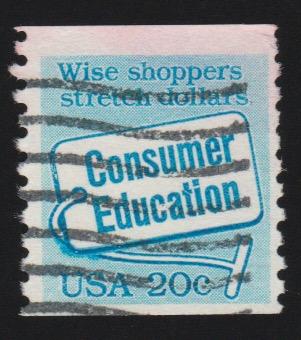 Wise shoppers
stretch dollars
Consumer
Education
USA 20c